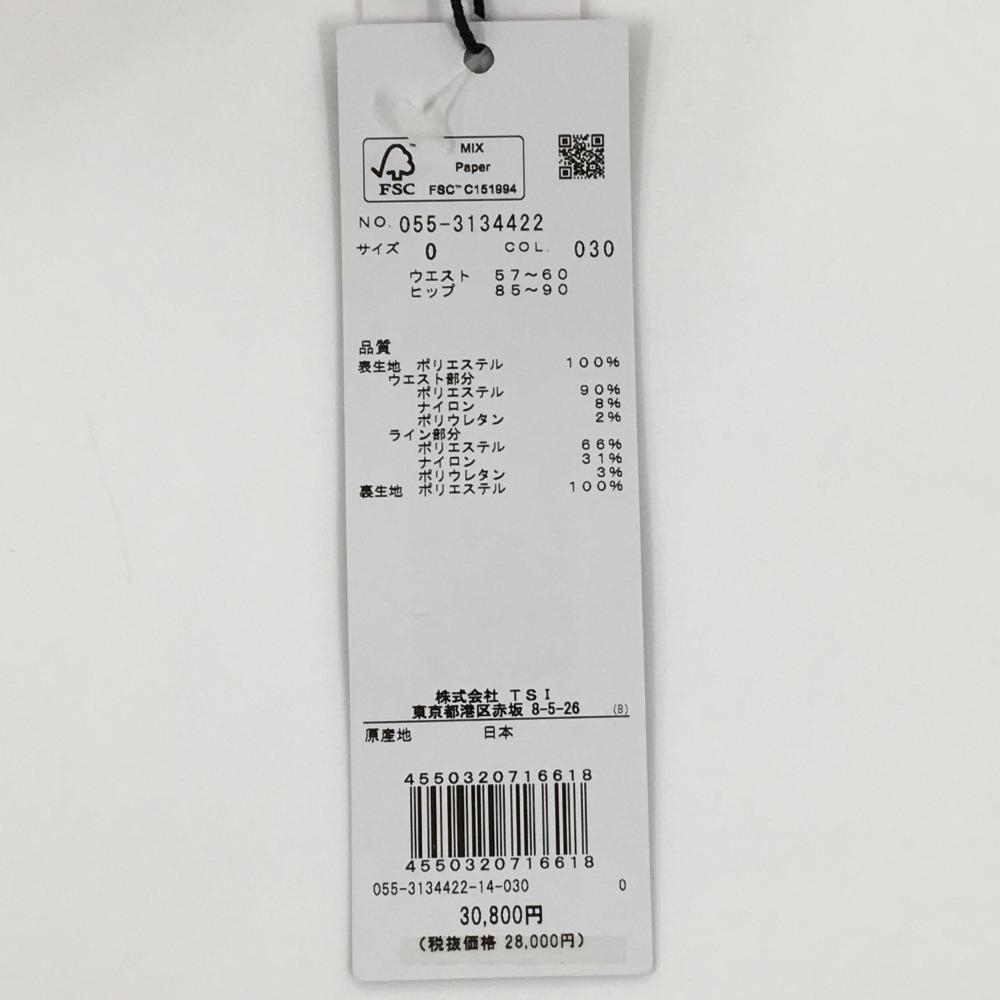 MIX
Paper
FSC FSC™ C151994
NO. 055-3134422
サイズ 0 COL. 030
ウエスト 57～60
ヒップ 85～90
品質
表生地 ポリエステル 100%
ウエスト部分
ポリエステル 90%
ナイロン 8%
ポリウレタン 2%
ライン部分
ポリエステル 66%
ナイロン 31%
ポリウレタン 3%
裏生地 ポリエステル 100%
株式会社 TSI
東京都港区赤坂 8-5-26 (B)
原産地 日本
4550320716618
4550320716618
055-3134422-14-030 0
30,800円
(税抜価格 28,000円)